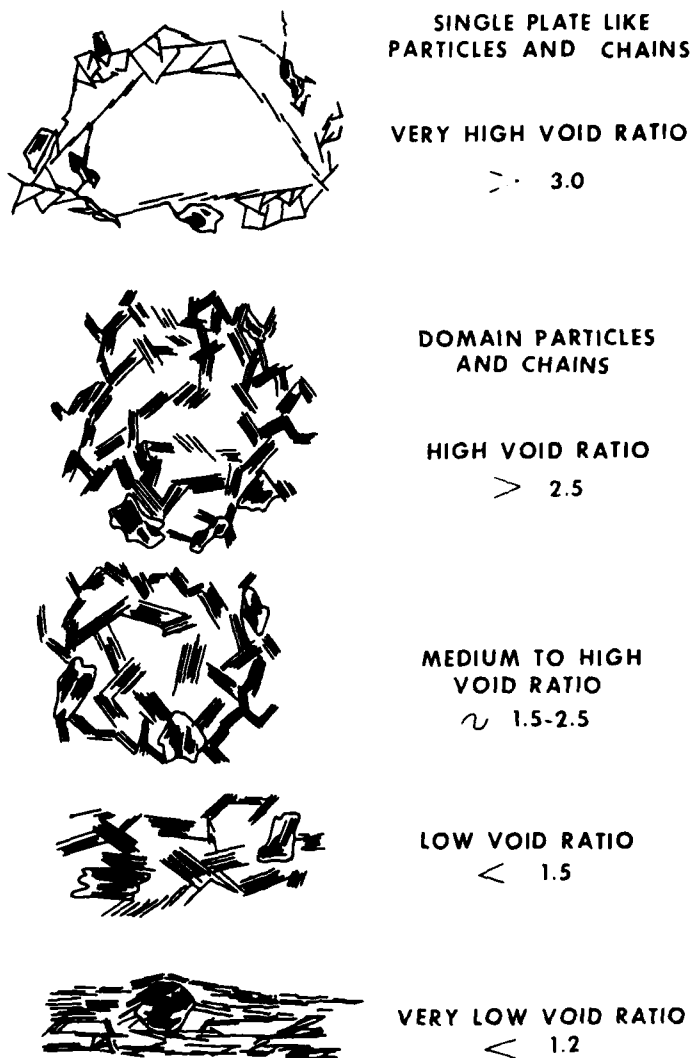 SINGLE PLATE LIKE
PARTICLES AND CHAINS
VERY HIGH VOID RATIO
> 3.0
DOMAIN PARTICLES
AND CHAINS
HIGH VOID RATIO
> 2.5
MEDIUM TO HIGH
VOID RATIO
~ 1.5-2.5
LOW VOID RATIO
< 1.5
VERY LOW VOID RATIO
< 1.2